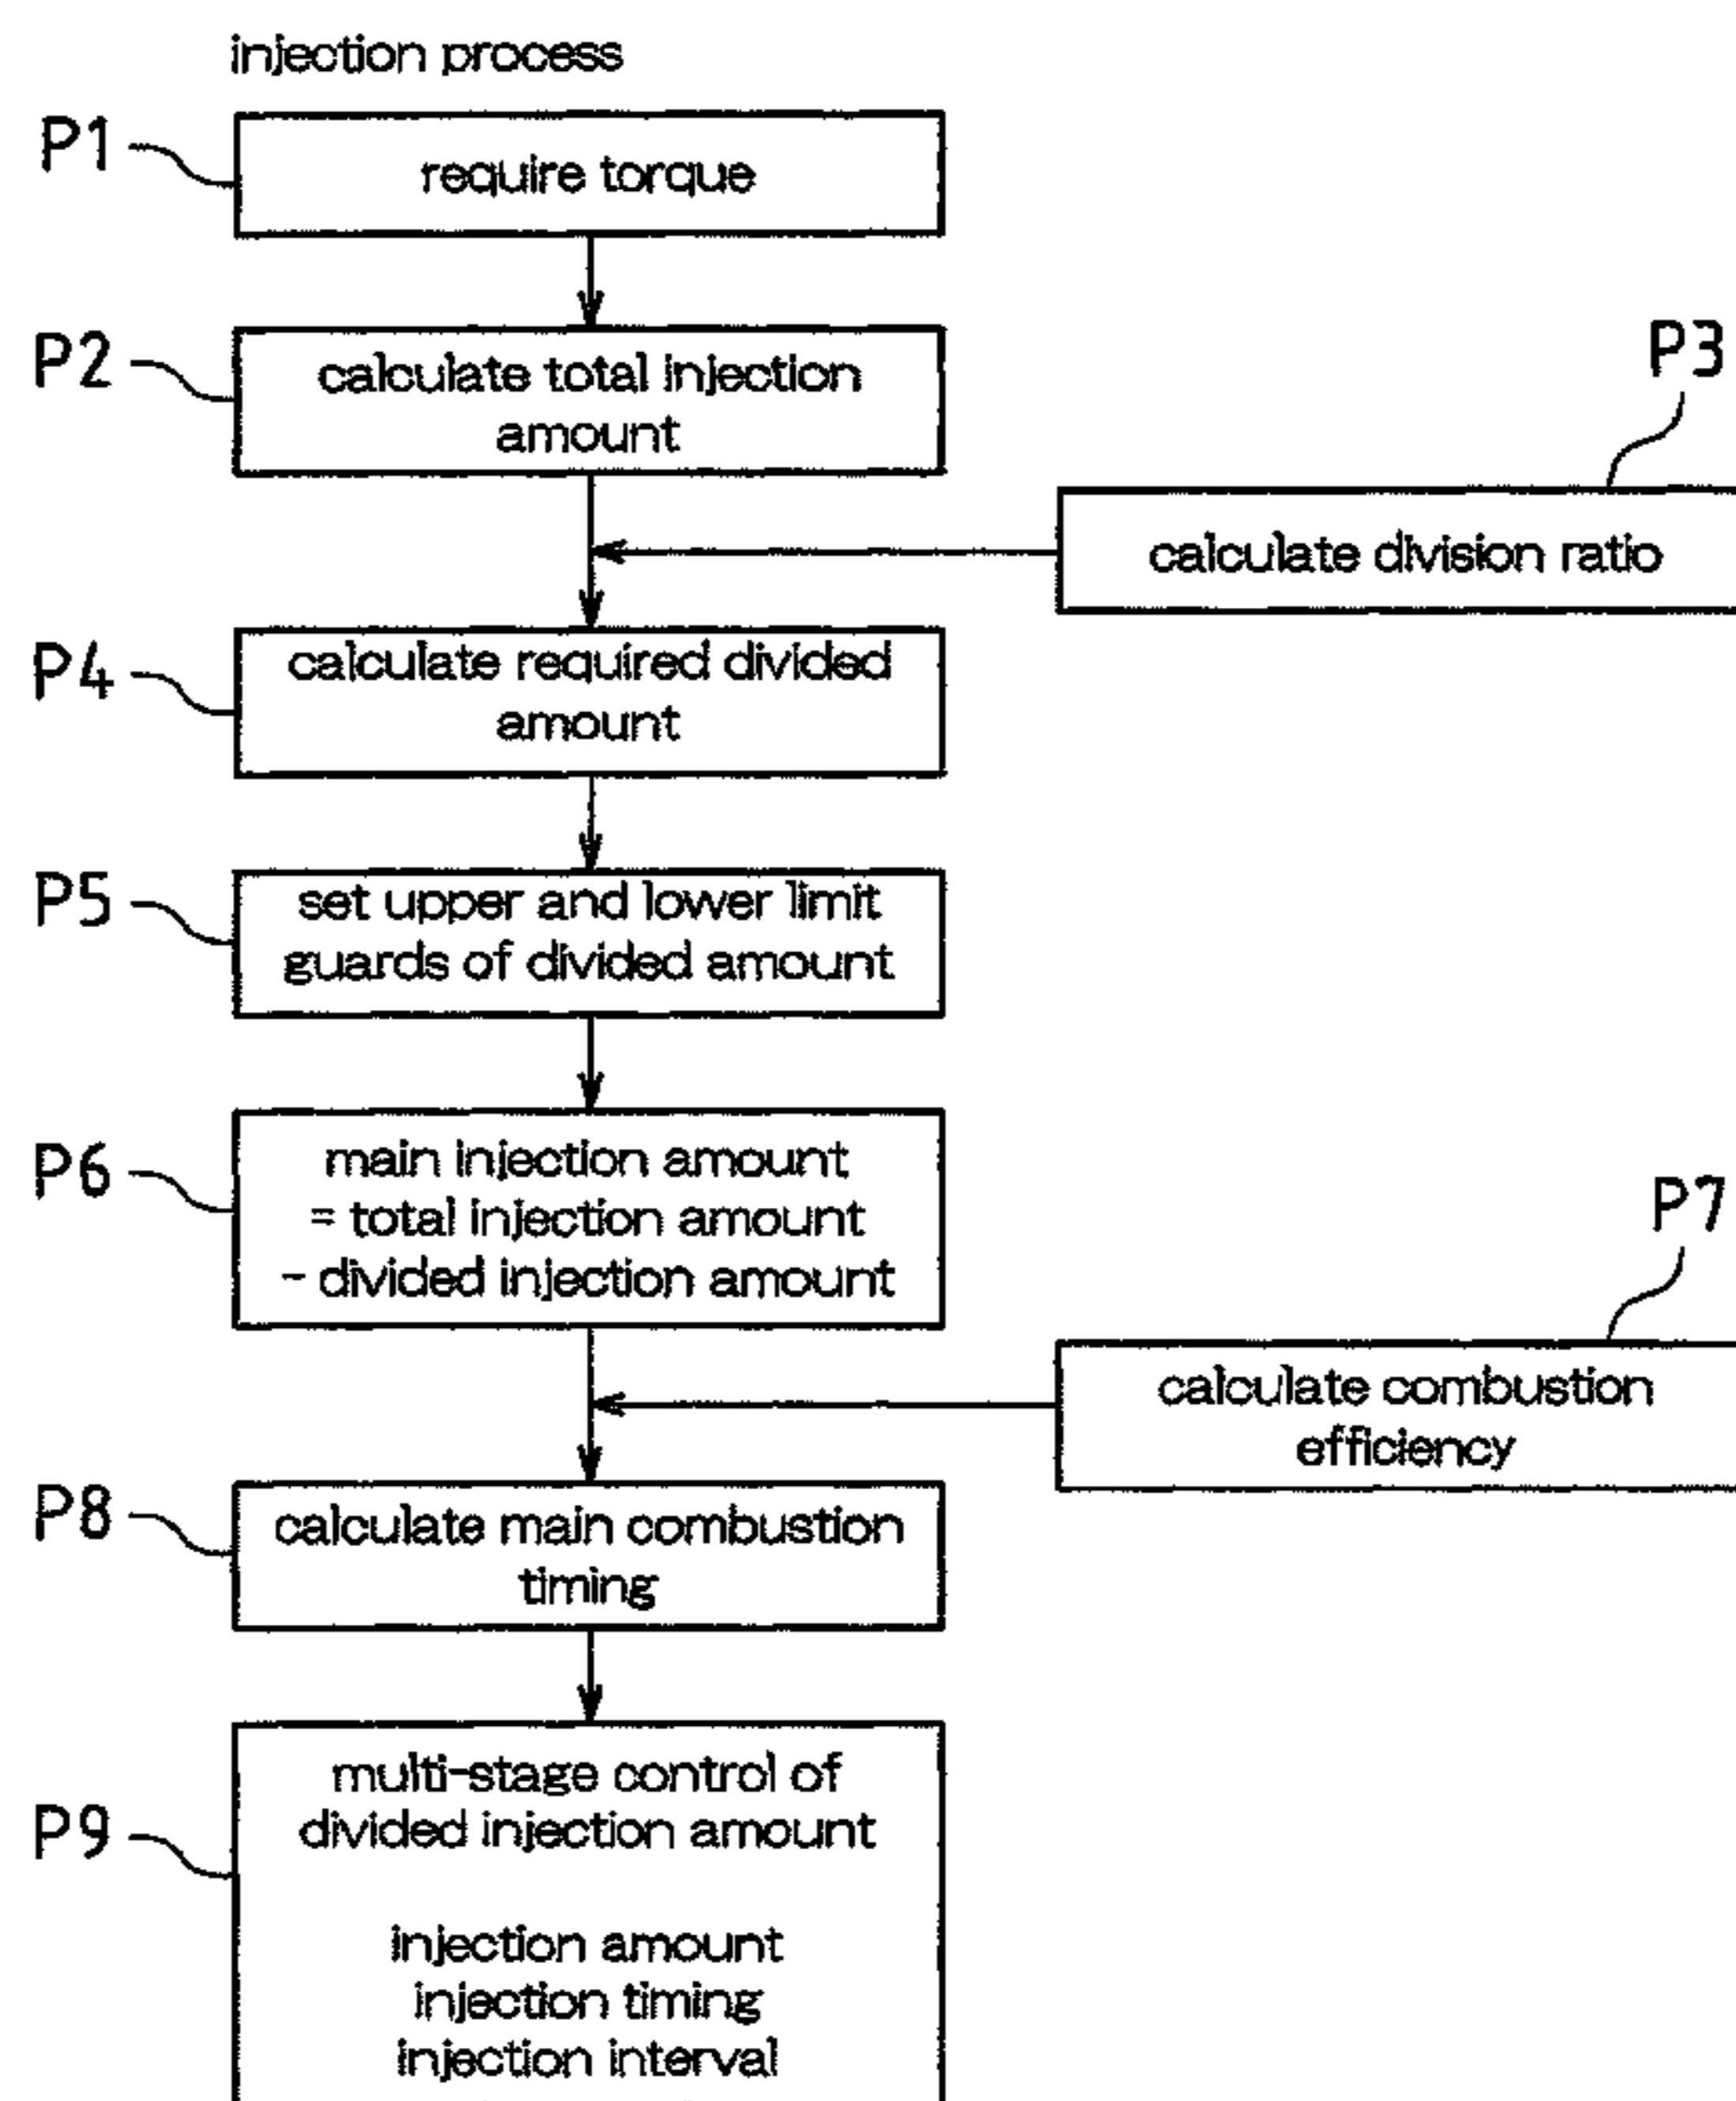 injection process
P1
require torque
P2
calculate total injection
amount
P3
calculate division ratio
P4
calculate required divided
amount
P5
set upper and lower limit
guards of divided amount
P6
main injection amount
= total injection amount
- divided injection amount
P7
calculate combustion
efficiency
P8
calculate main combustion
timing
P9
multi-stage control of
divided injection amount
injection amount
injection timing
injection interval